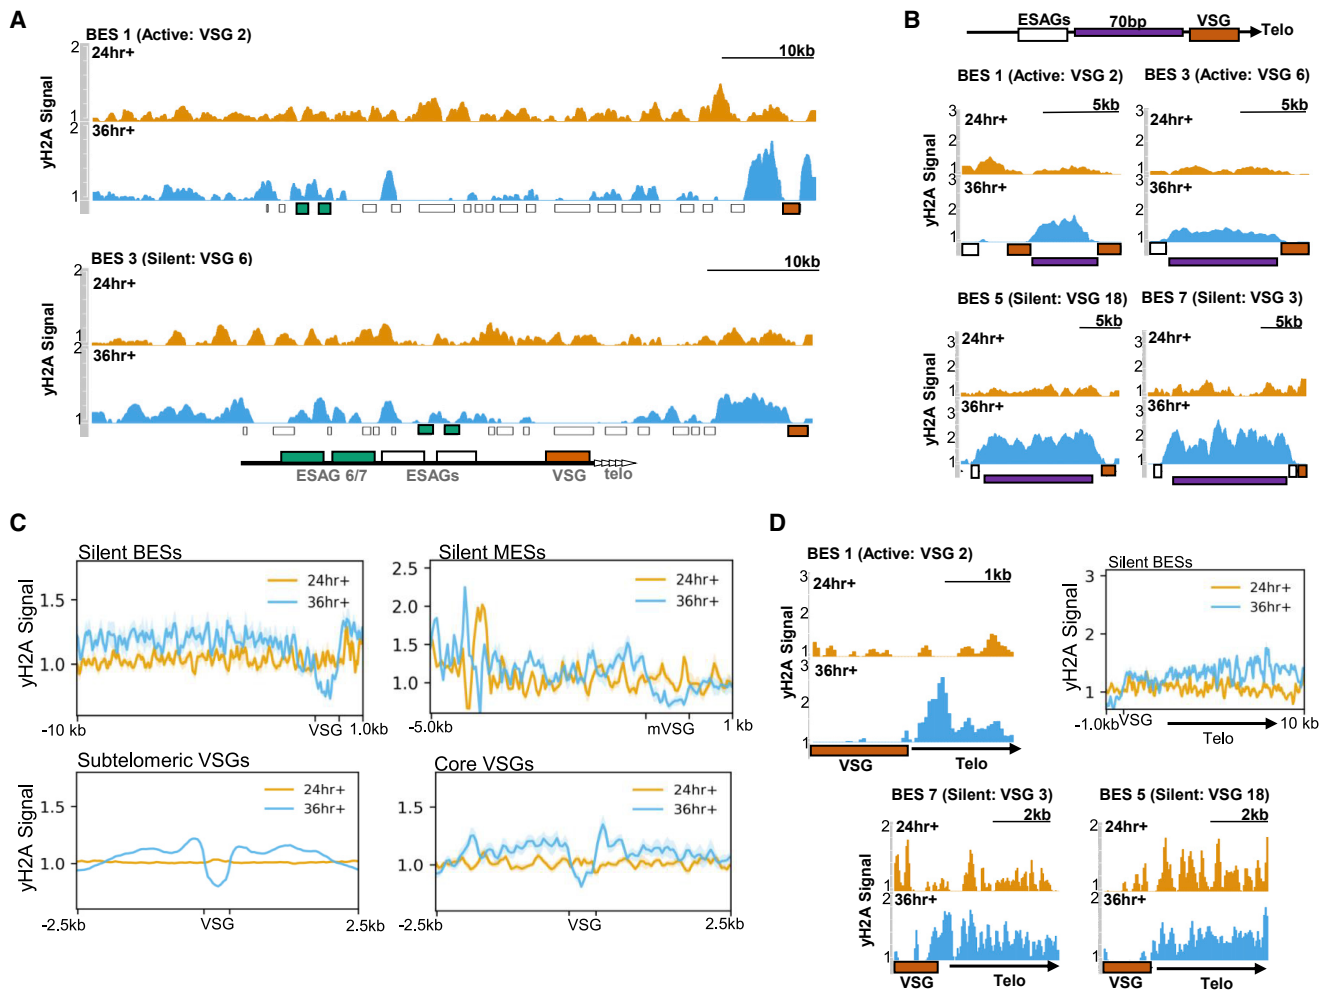 A
BES 1 (Active: VSG 2)
2
24hr+
10kb
1
2
36hr+
1
yH2A Signal
BES 3 (Silent: VSG 6)
2
24hr+
10kb
1
2
36hr+
1
yH2A Signal
ESAG 6/7
ESAGs
VSG
telo
B
ESAGs
70bp
VSG
Telo
BES 1 (Active: VSG 2)
3
24hr+
5kb
2
1
3
36hr+
2
1
yH2A Signal
BES 3 (Active: VSG 6)
3
24hr+
5kb
2
1
3
36hr+
2
1
BES 5 (Silent: VSG 18)
3
24hr+
5kb
2
1
3
36hr+
2
1
yH2A Signal
BES 7 (Silent: VSG 3)
3
24hr+
5kb
2
1
3
36hr+
2
1
C
Silent BESs
24hr+
36hr+
1.5
1.0
yH2A Signal
-10 kb
VSG
1.0kb
Silent MESs
24hr+
36hr+
2.5
2.0
1.5
1.0
-5.0kb
mVSG
1 kb
Subtelomeric VSGs
24hr+
36hr+
1.5
1.0
yH2A Signal
-2.5kb
VSG
2.5kb
Core VSGs
24hr+
36hr+
1.5
1.0
-2.5kb
VSG
2.5kb
D
BES 1 (Active: VSG 2)
3
24hr+
1kb
2
1
3
36hr+
2
1
yH2A Signal
VSG
Telo
Silent BESs
24hr+
36hr+
3
2
1
yH2A Signal
-1.0kb
VSG
10 kb
Telo
BES 7 (Silent: VSG 3)
2
24hr+
2kb
1
2
36hr+
1
yH2A Signal
VSG
Telo
BES 5 (Silent: VSG 18)
2
24hr+
2kb
1
2
36hr+
1
VSG
Telo